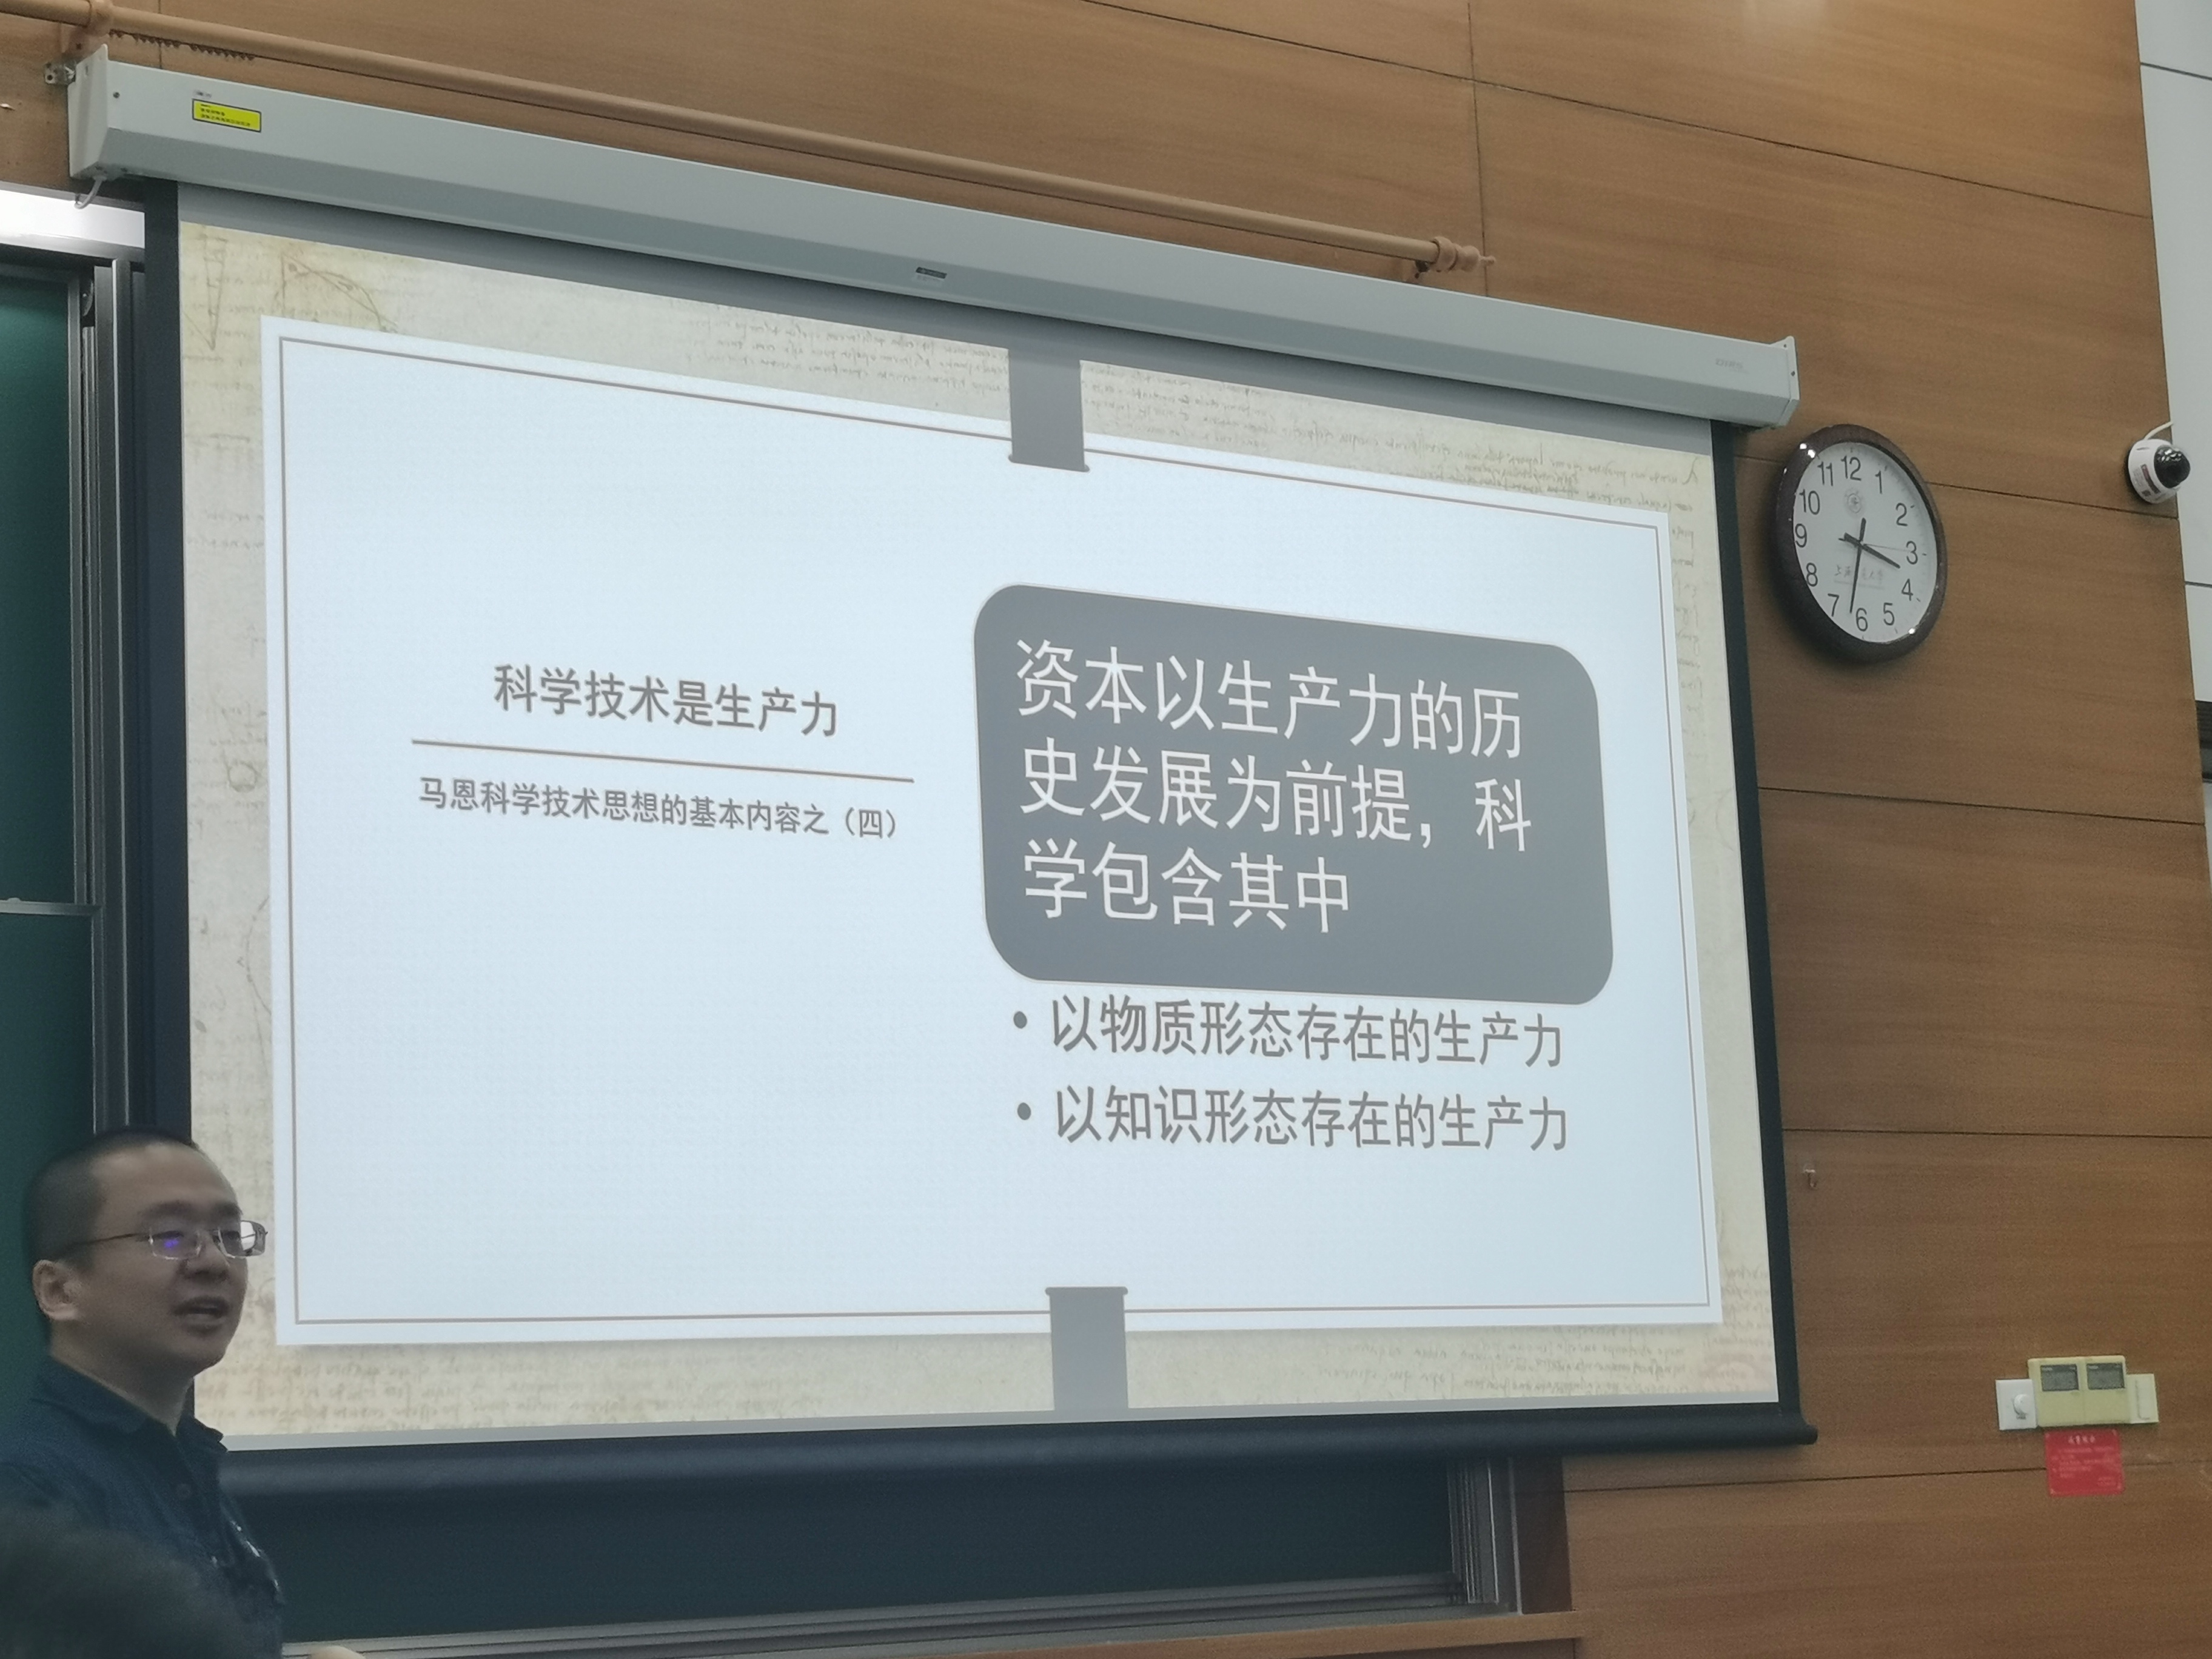 科学技术是生产力
马恩科学技术思想的基本内容之（四）
资本以生产力的历
史发展为前提，科
学包含其中
• 以物质形态存在的生产力
• 以知识形态存在的生产力
12
1
2
3
4
5
6
7
8
9
10
11